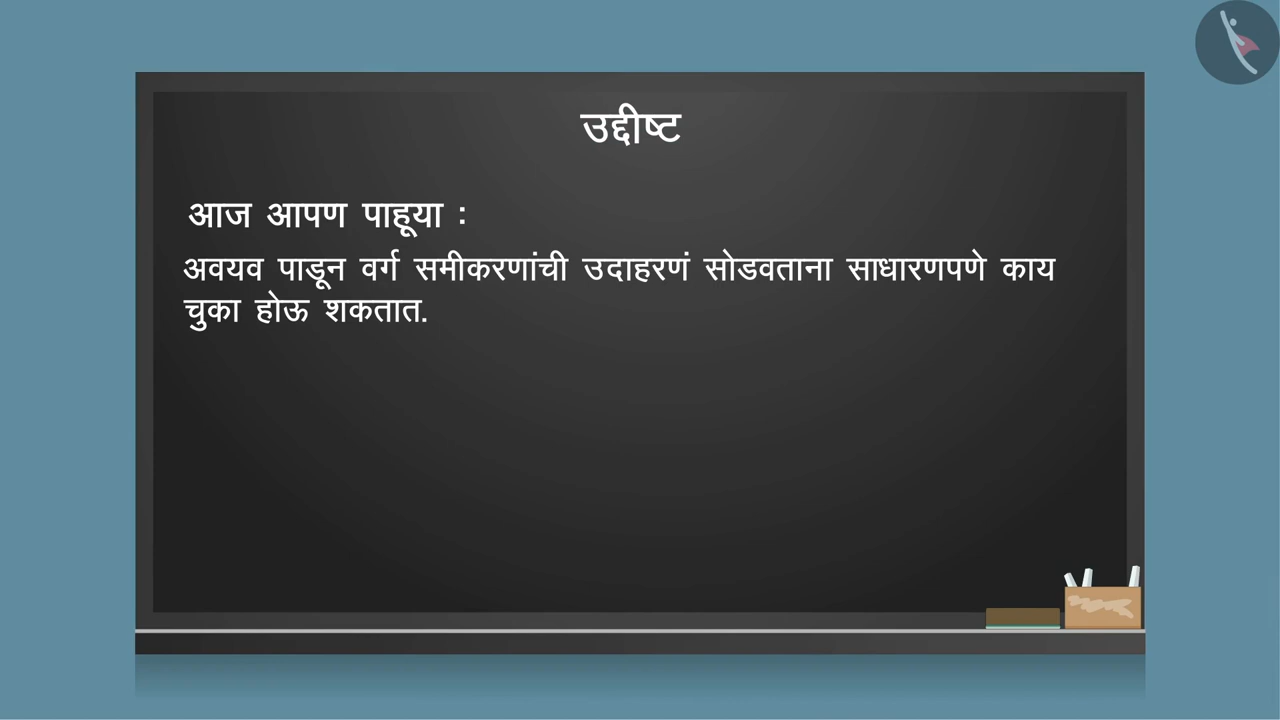 उद्दीष्ट
आज आपण पाहूया :
अवयव पाडून वर्ग समीकरणांची उदाहरणं सोडवताना साधारणपणे काय
चुका होऊ शकतात.